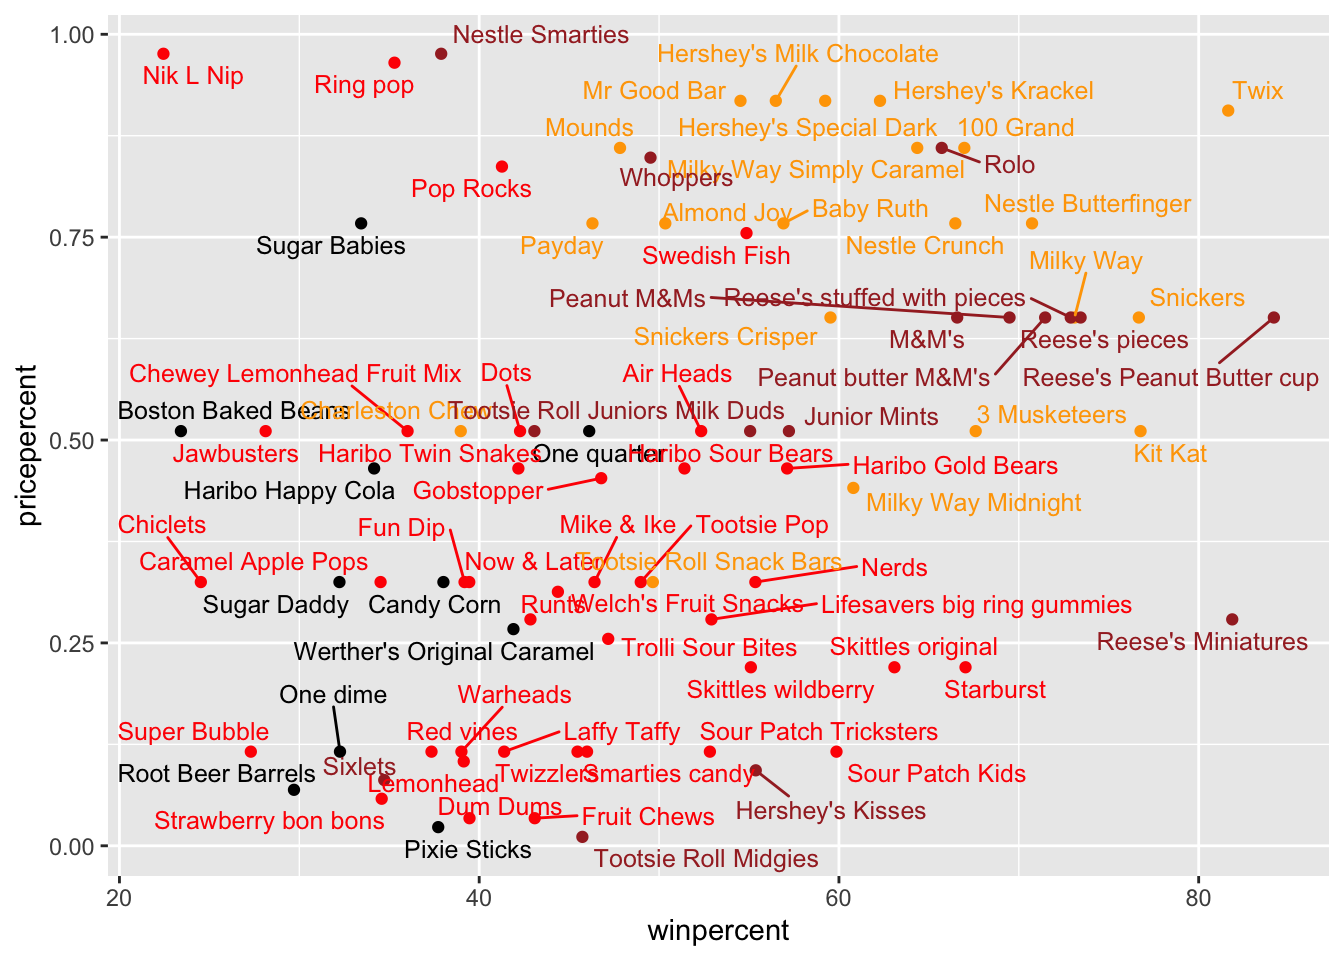 1.00
Nestle Smarties
Hershey's Milk Chocolate
Nik L Nip
Ring pop
Mr Good Bar
Hershey's Krackel
Twix
Mounds
Hershey's Special Dark
100 Grand
Whoppers
Milky Way Simply Caramel
Rolo
Pop Rocks
Almond Joy
Baby Ruth
Nestle Butterfinger
0.75
Sugar Babies
Payday
Swedish Fish
Nestle Crunch
Milky Way
Peanut M&Ms
Reese's stuffed with pieces
Snickers
Snickers Crisper
M&M's
Reese's pieces
Chewey Lemonhead Fruit Mix
Dots
Air Heads
Peanut butter M&M's
Reese's Peanut Butter cup
Boston Baked Beans
Charleston Chew
Tootsie Roll Juniors
Milk Duds
Junior Mints
3 Musketeers
0.50
Jawbusters
Haribo Twin Snakes
One quarter
Haribo Sour Bears
Kit Kat
Haribo Gold Bears
Haribo Happy Cola
Gobstopper
Milky Way Midnight
Chiclets
Fun Dip
Mike & Ike
Tootsie Pop
Caramel Apple Pops
Now & Later
Tootsie Roll Snack Bars
Nerds
Sugar Daddy
Candy Corn
Runts
Welch's Fruit Snacks
Lifesavers big ring gummies
0.25
Werther's Original Caramel
Trolli Sour Bites
Skittles original
Reese's Miniatures
One dime
Warheads
Skittles wildberry
Starburst
Super Bubble
Red vines
Laffy Taffy
Sour Patch Tricksters
Root Beer Barrels
Sixlets
Lemonhead
Twizzlers
Smarties candy
Sour Patch Kids
Strawberry bon bons
Dum Dums
Fruit Chews
Hershey's Kisses
0.00
Pixie Sticks
Tootsie Roll Midgies
20
40
60
80
winpercent
pricepercent